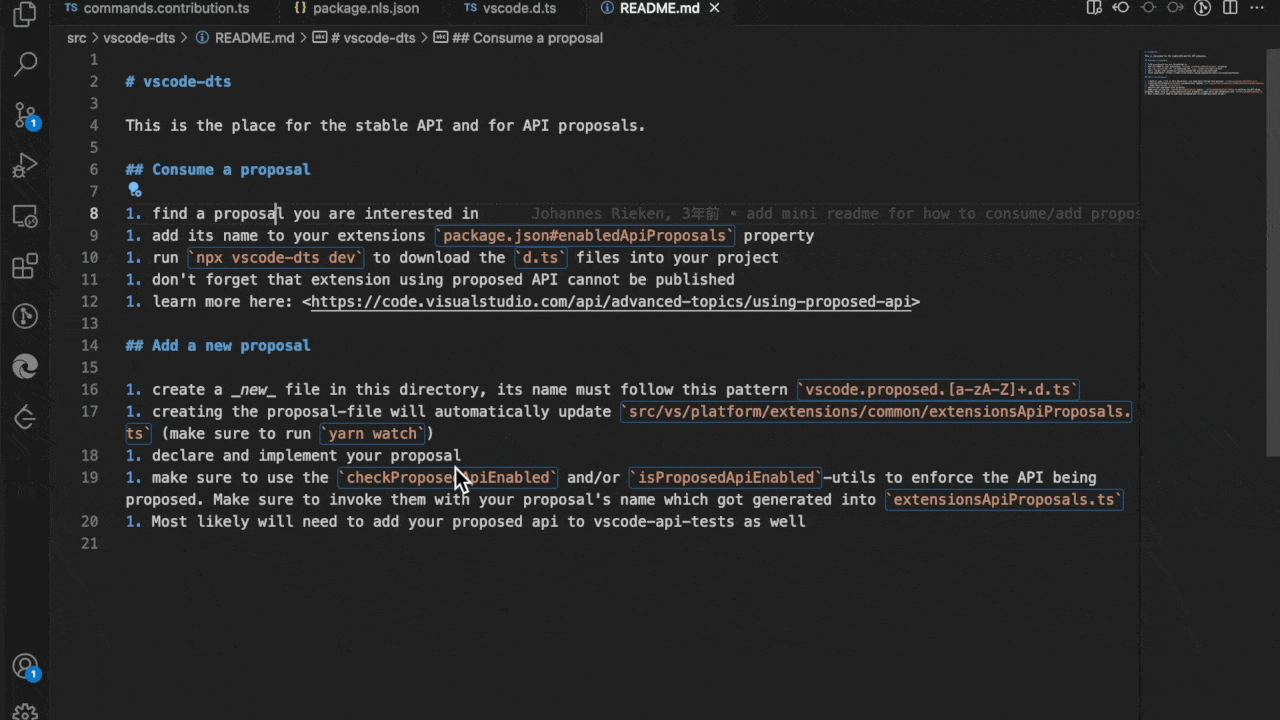 commands.contribution.ts
package.nls.json
vscode.d.ts
README.md
src > vscode-dts > README.md > # vscode-dts > ## Consume a proposal
1
2 # vscode-dts
3
4 This is the place for the stable API and for API proposals.
5
6 ## Consume a proposal
7
8 1. find a proposal you are interested in Johannes Rieken, 3年前 • add mini readme for how to consume/add propos
9 1. add its name to your extensions `package.json#enabledApiProposals` property
10 1. run `npx vscode-dts dev` to download the `d.ts` files into your project
11 1. don't forget that extension using proposed API cannot be published
12 1. learn more here: <https://code.visualstudio.com/api/advanced-topics/using-proposed-api>
13
14 ## Add a new proposal
15
16 1. create a _new_ file in this directory, its name must follow this pattern `vscode.proposed.[a-zA-Z]+.d.ts`
17 1. creating the proposal-file will automatically update `src/vs/platform/extensions/common/extensionsApiProposals.
ts` (make sure to run `yarn watch`)
18 1. declare and implement your proposal
19 1. make sure to use the `checkProposedApiEnabled` and/or `isProposedApiEnabled`-utils to enforce the API being
proposed. Make sure to invoke them with your proposal's name which got generated into `extensionsApiProposals.ts`
20 1. Most likely will need to add your proposed api to vscode-api-tests as well
21
1
1